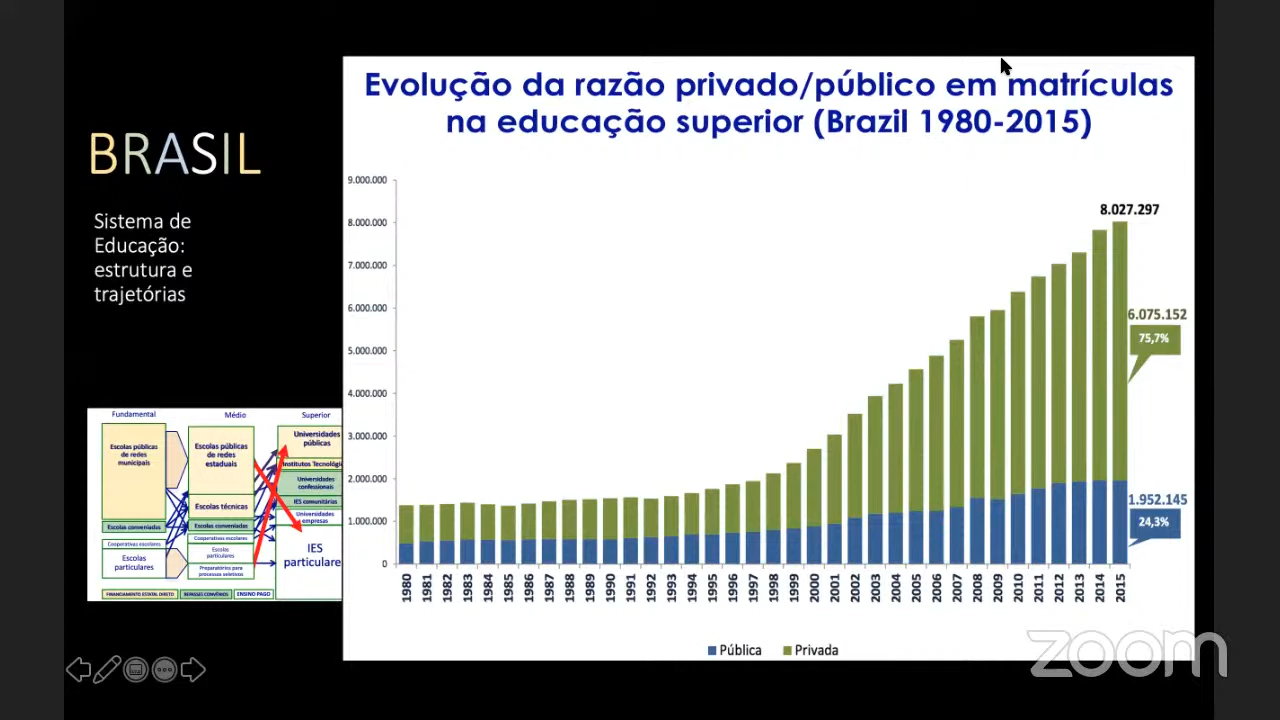 BRASIL
Sistema de
Educação:
estrutura e
trajetórias
Evolução da razão privado/público em matrículas
na educação superior (Brazil 1980-2015)
9.000.000
8.000.000
7.000.000
6.000.000
5.000.000
4.000.000
3.000.000
2.000.000
1.000.000
0
8.027.297
6.075.152
75,7%
1.952.145
24,3%
1980
1981
1982
1983
1984
1985
1986
1987
1988
1989
1990
1991
1992
1993
1994
1995
1996
1997
1998
1999
2000
2001
2002
2003
2004
2005
2006
2007
2008
2009
2010
2011
2012
2013
2014
2015
Pública
Privada
Fundamental
Médio
Superior
Escolas públicas
de redes
municipais
Escolas conveniadas
Cooperativas escolares
Escolas
particulares
Escolas públicas
de redes
estaduais
Escolas técnicas
Escolas conveniadas
Cooperativas escolares
Escolas
particulares
Preparatórios para
processos seletivos
Universidades
públicas
Institutos Tecnológi
Universidades
confessionais
IES comunitárias
Universidades
empresas
IES
particulare
FINANCIAMENTO ESTATAL DIRETO
REPASSES CONVÊNIOS
ENSINO PAGO
zoom